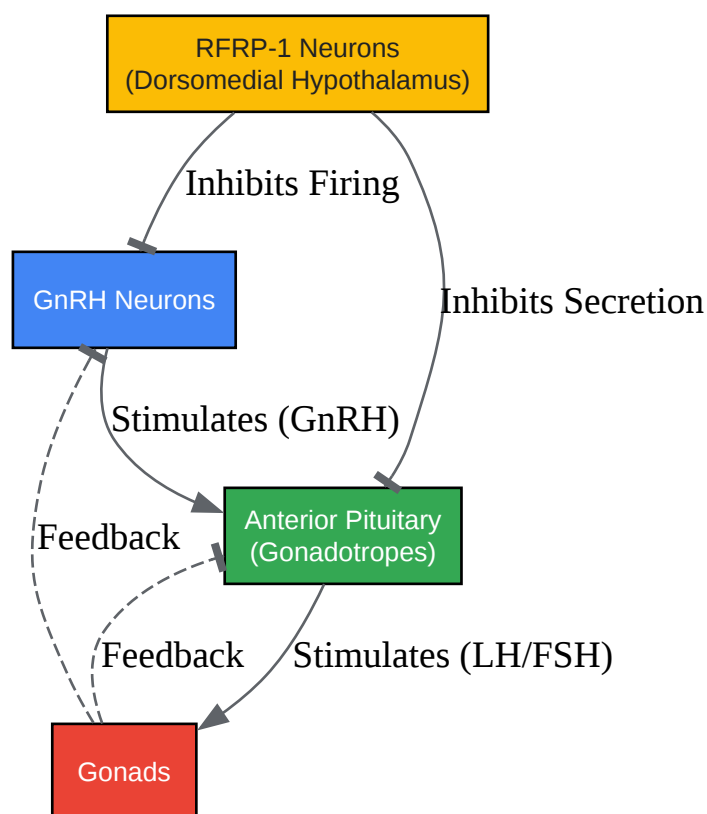 RFRP-1 Neurons
(Dorsomedial Hypothalamus)
Inhibits Firing
GnRH Neurons
Inhibits Secretion
Stimulates (GnRH)
Anterior Pituitary
(Gonadotropes)
Feedback
Feedback
Stimulates (LH/FSH)
Gonads